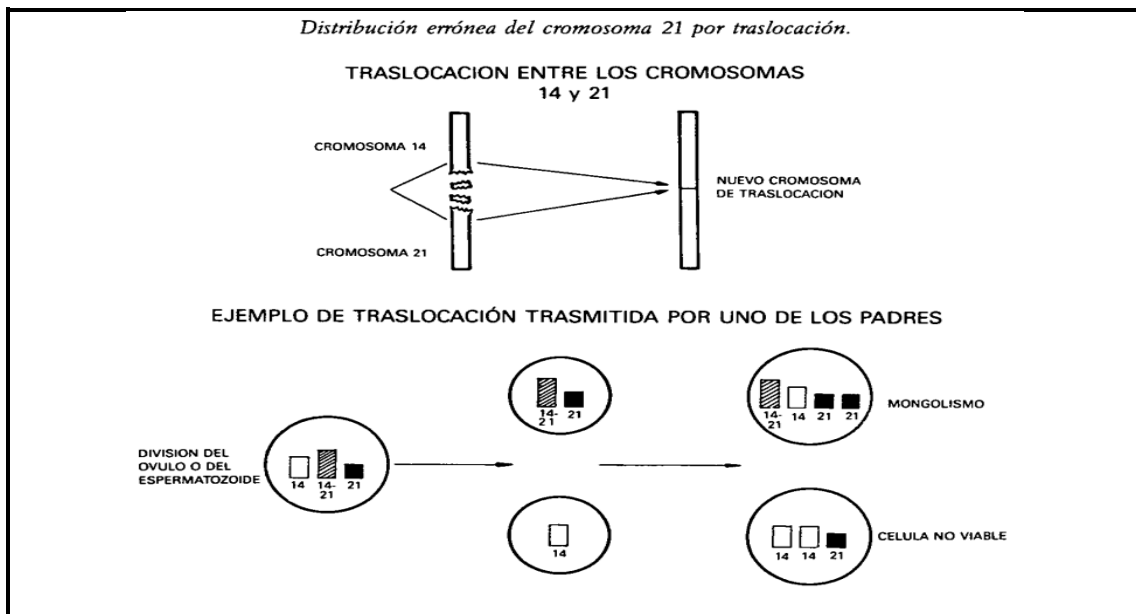 Distribución errónea del cromosoma 21 por traslocación.
TRASLOCACION ENTRE LOS CROMOSOMAS
14 y 21
CROMOSOMA 14
NUEVO CROMOSOMA
DE TRASLOCACION
CROMOSOMA 21
EJEMPLO DE TRASLOCACIÓN TRASMITIDA POR UNO DE LOS PADRES
14-
21
21
14-
21
14
21
21
MONGOLISMO
DIVISION DEL
OVULO O DEL
ESPERMATOZOIDE
14
14-
21
21
14
14
14
21
CELULA NO VIABLE